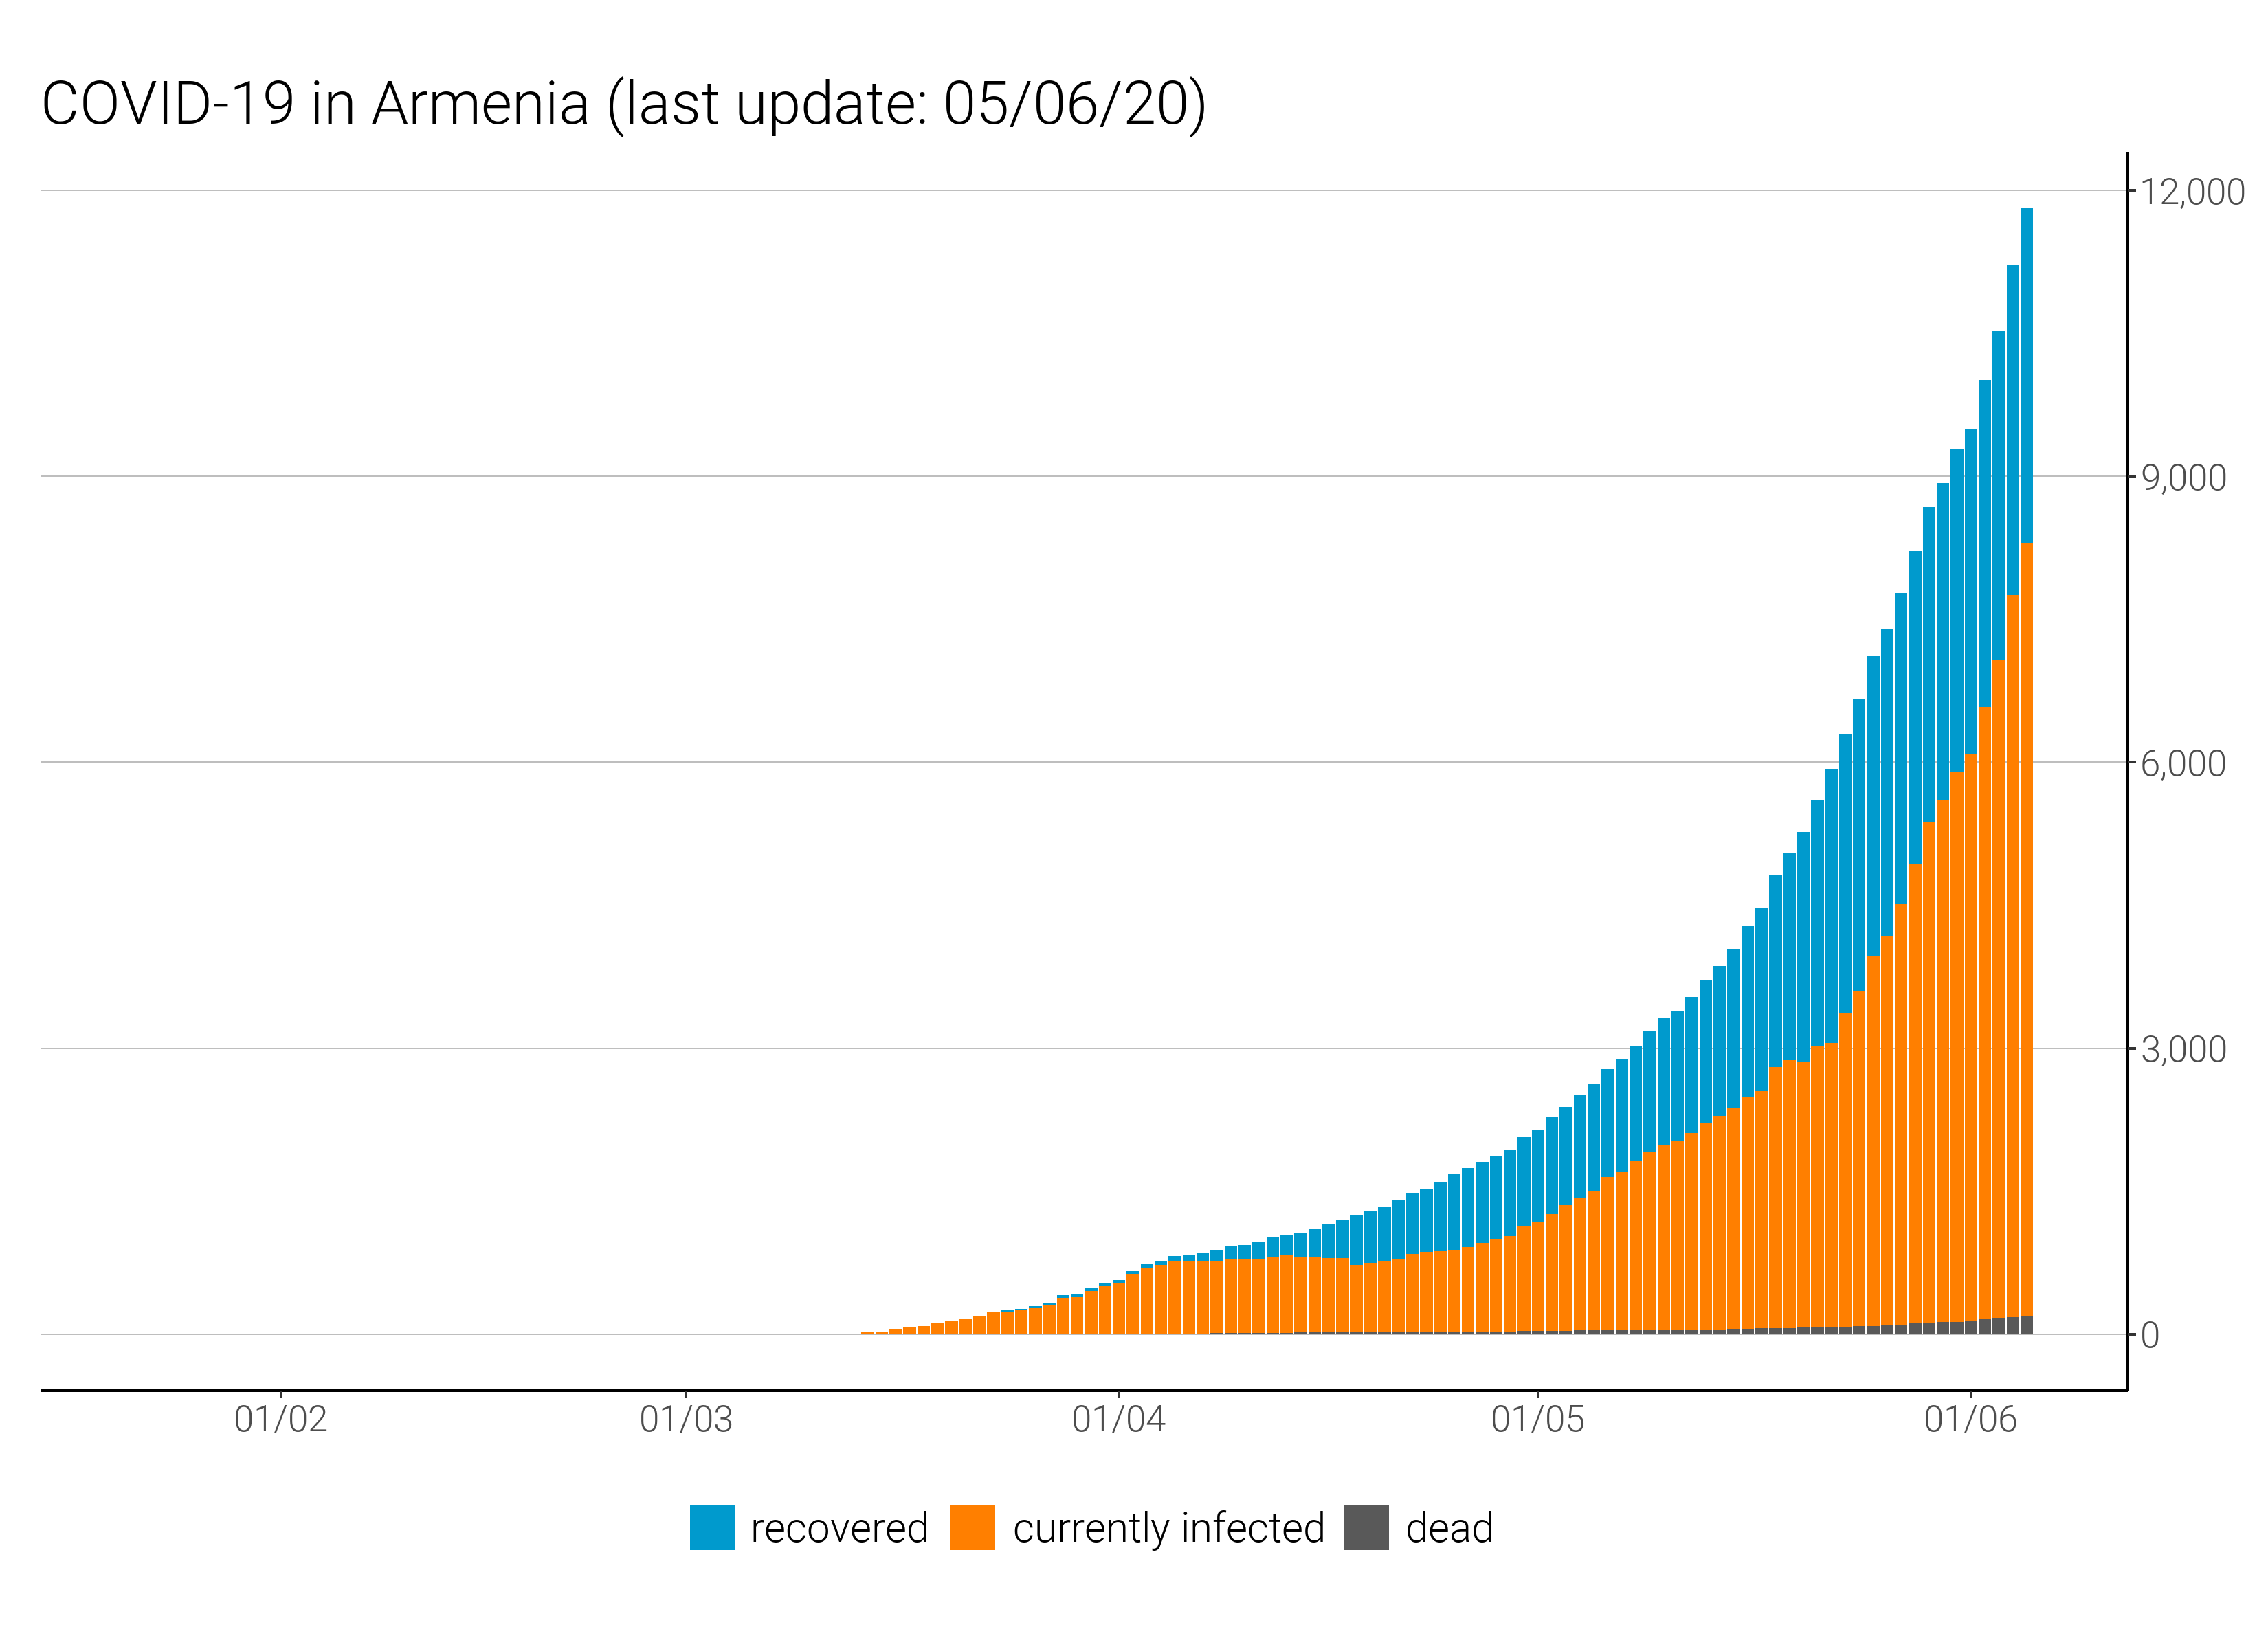 COVID-19 in Armenia (last update: 05/06/20)
12,000
9,000
6,000
3,000
0
01/02 01/03 01/04 01/05 01/06
recovered currently infected dead